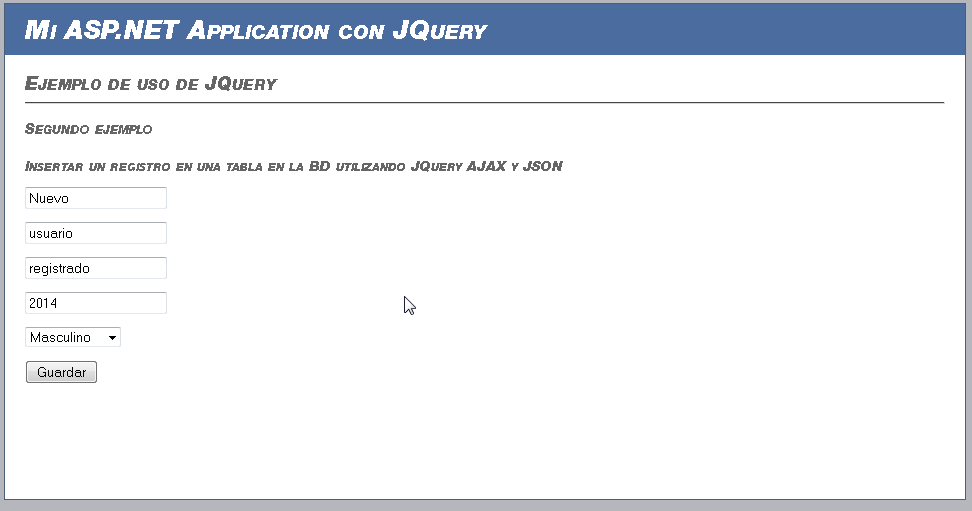 Mi ASP.NET Application con JQuery
Ejemplo de uso de JQuery
Segundo ejemplo
Insertar un registro en una tabla en la BD utilizando JQuery AJAX y JSON
Nuevo
usuario
registrado
2014
Masculino
Guardar